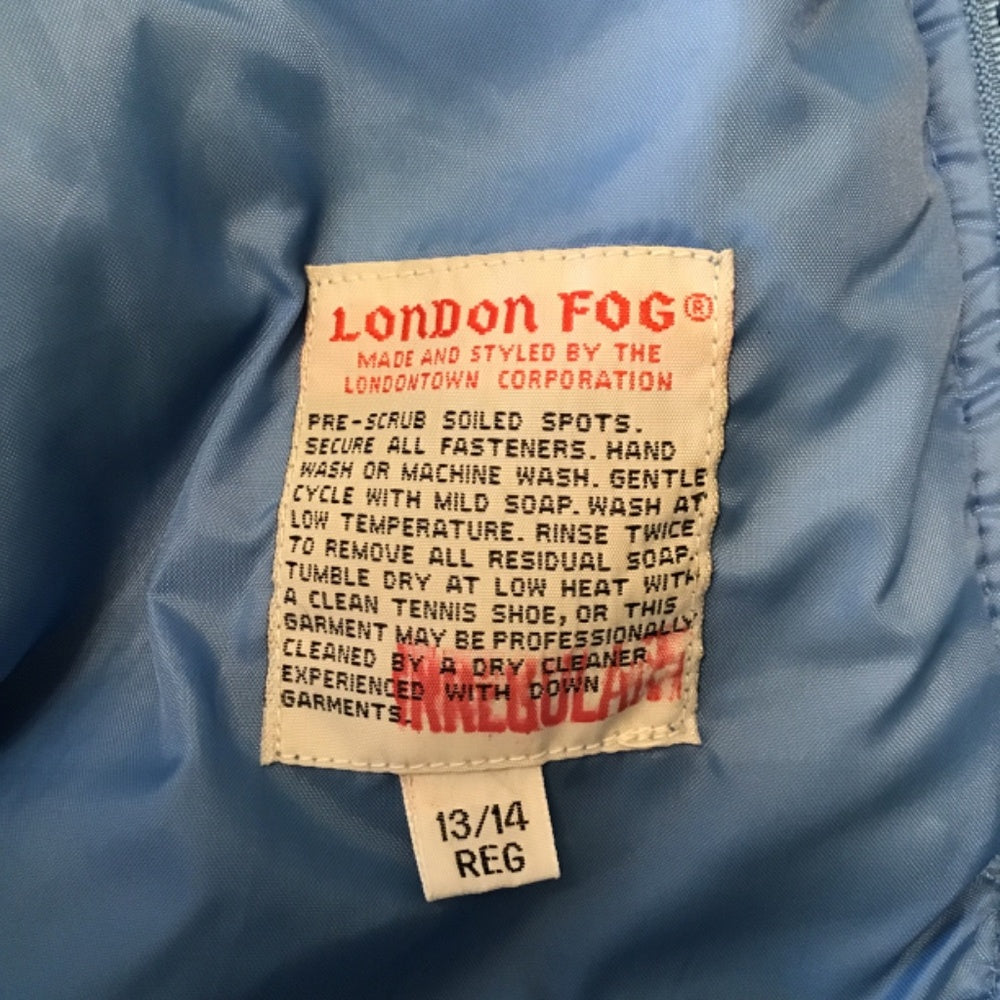 LONDON FOG®
MADE AND STYLED BY THE
LONDONTOWN CORPORATION
PRE-SCRUB SOILED SPOTS.
SECURE ALL FASTENERS. HAND
WASH OR MACHINE WASH. GENTLE
CYCLE WITH MILD SOAP. WASH AT
LOW TEMPERATURE. RINSE TWICE
TO REMOVE ALL RESIDUAL SOAP.
TUMBLE DRY AT LOW HEAT WITH
A CLEAN TENNIS SHOE, OR THIS
GARMENT MAY BE PROFESSIONALLY
CLEANED BY A DRY CLEANER
EXPERIENCED WITH DOWN
GARMENTS.
IRREGULAR
13/14
REG